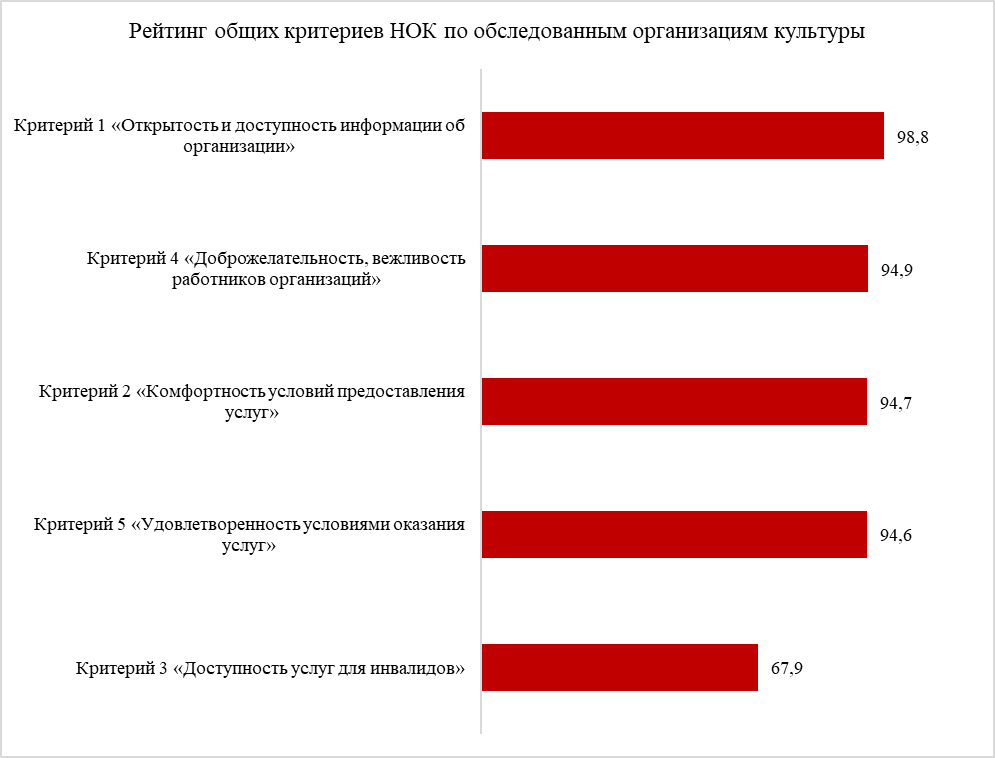 Рейтинг общих критериев НОК по обследованным организациям культуры
Критерий 1 «Открытость и доступность информации об
организации»
98,8
Критерий 4 «Доброжелательность, вежливость
работников организаций»
94,9
Критерий 2 «Комфортность условий предоставления
услуг»
94,7
Критерий 5 «Удовлетворенность условиями оказания
услуг»
94,6
Критерий 3 «Доступность услуг для инвалидов»
67,9